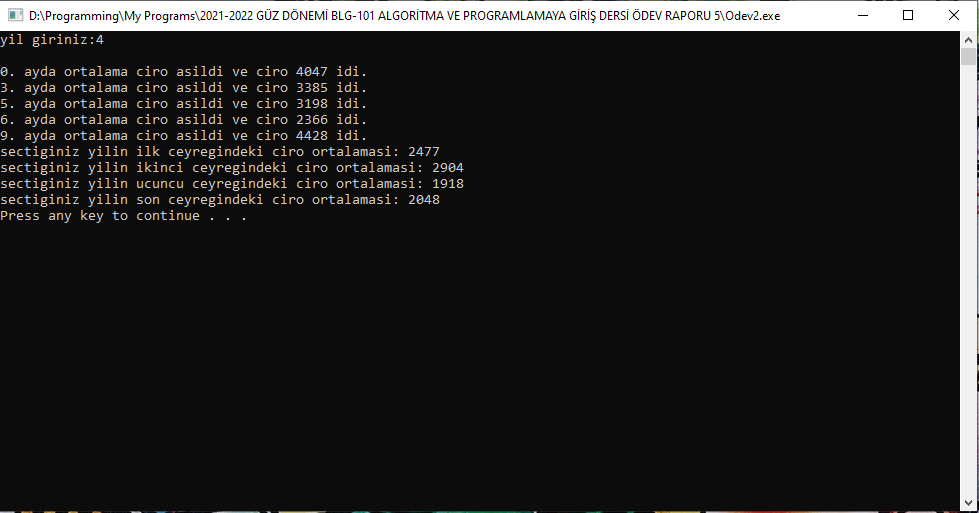 D:\Programming\My Programs\2021-2022 GÜZ DÖNEMİ BLG-101 ALGORİTMA VE PROGRAMLAMAYA GİRİŞ DERSİ ÖDEV RAPORU 5\Odev2.exe
yil giriniz:4
0. ayda ortalama ciro asildi ve ciro 4047 idi.
3. ayda ortalama ciro asildi ve ciro 3385 idi.
5. ayda ortalama ciro asildi ve ciro 3198 idi.
6. ayda ortalama ciro asildi ve ciro 2366 idi.
9. ayda ortalama ciro asildi ve ciro 4428 idi.
sectiginiz yilin ilk ceyregindeki ciro ortalamasi: 2477
sectiginiz yilin ikinci ceyregindeki ciro ortalamasi: 2904
sectiginiz yilin ucuncu ceyregindeki ciro ortalamasi: 1918
sectiginiz yilin son ceyregindeki ciro ortalamasi: 2048
Press any key to continue . . .